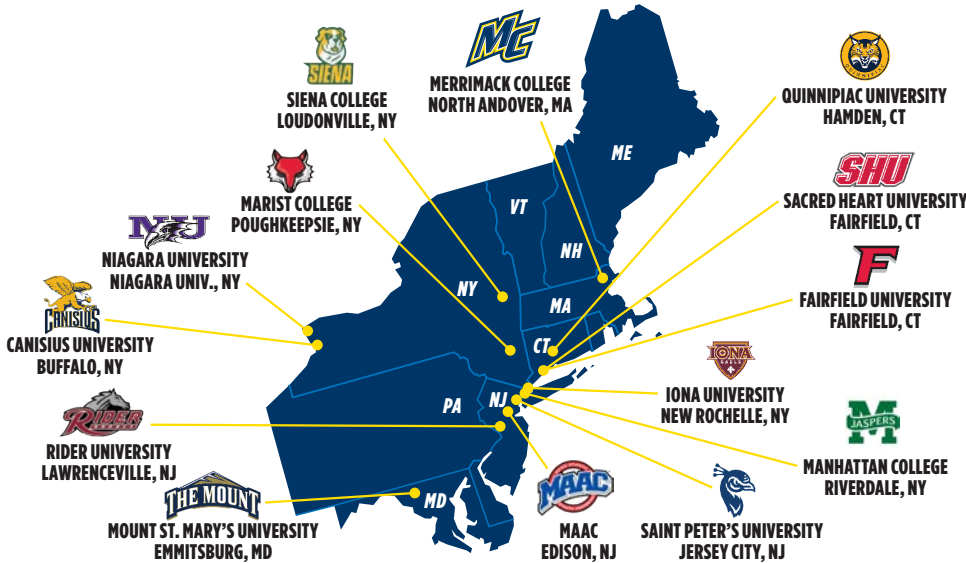 SIENA
SIENA COLLEGE
LOUDONVILLE, NY
MC
MERRIMACK COLLEGE
NORTH ANDOVER, MA
QUINNIPIAC
QUINNIPIAC UNIVERSITY
HAMDEN, CT
MARIST COLLEGE
POUGHKEEPSIE, NY
SHU
SACRED HEART UNIVERSITY
FAIRFIELD, CT
NU
NIAGARA UNIVERSITY
NIAGARA UNIV., NY
F
FAIRFIELD UNIVERSITY
FAIRFIELD, CT
CANISIUS
CANISIUS UNIVERSITY
BUFFALO, NY
IONA
GAELS
IONA UNIVERSITY
NEW ROCHELLE, NY
RIDER
RIDER UNIVERSITY
LAWRENCEVILLE, NJ
M
JASPERS
MANHATTAN COLLEGE
RIVERDALE, NY
THE MOUNT
MOUNT ST. MARY'S UNIVERSITY
EMMITSBURG, MD
MAAC
MAAC
EDISON, NJ
SAINT PETER'S UNIVERSITY
JERSEY CITY, NJ
ME
VT
NH
NY
MA
CT
PA
NJ
MD